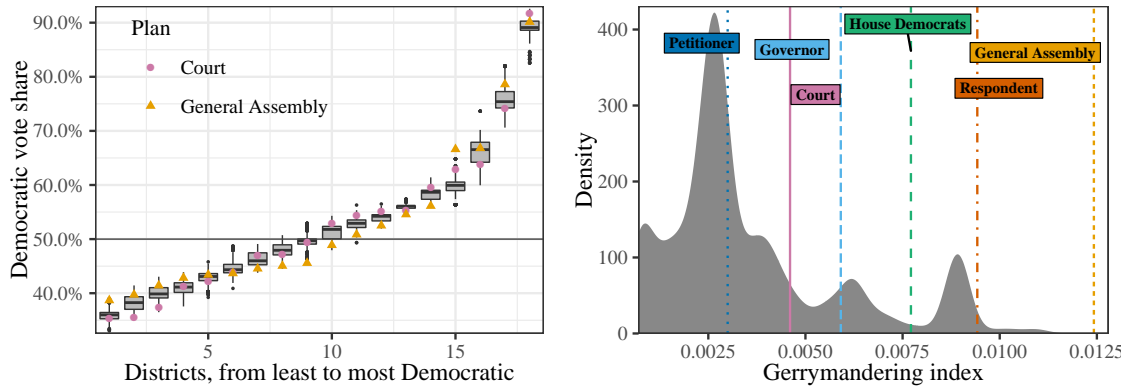 90.0%
80.0%
70.0%
60.0%
50.0%
40.0%
Democratic vote share
Plan
Court
General Assembly
5
10
15
Districts, from least to most Democratic
400
300
200
100
0
Density
Petitioner
Governor
House Democrats
General Assembly
Court
Respondent
0.0025
0.0050
0.0075
0.0100
0.0125
Gerrymandering index